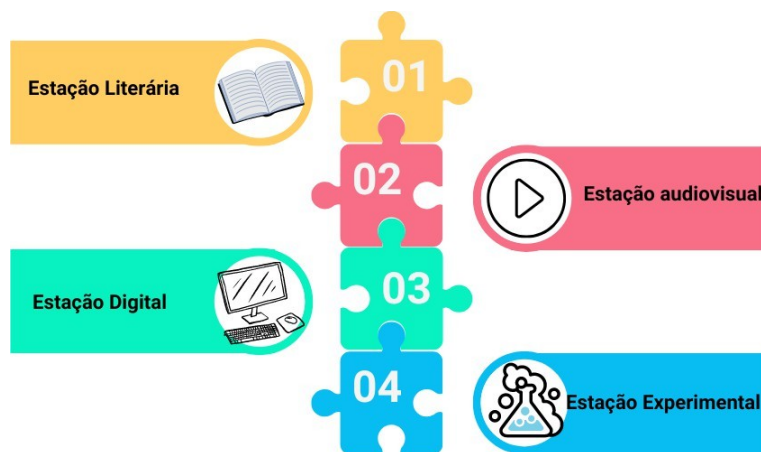 01
Estação Literária
02
Estação audiovisual
03
Estação Digital
04
Estação Experimental